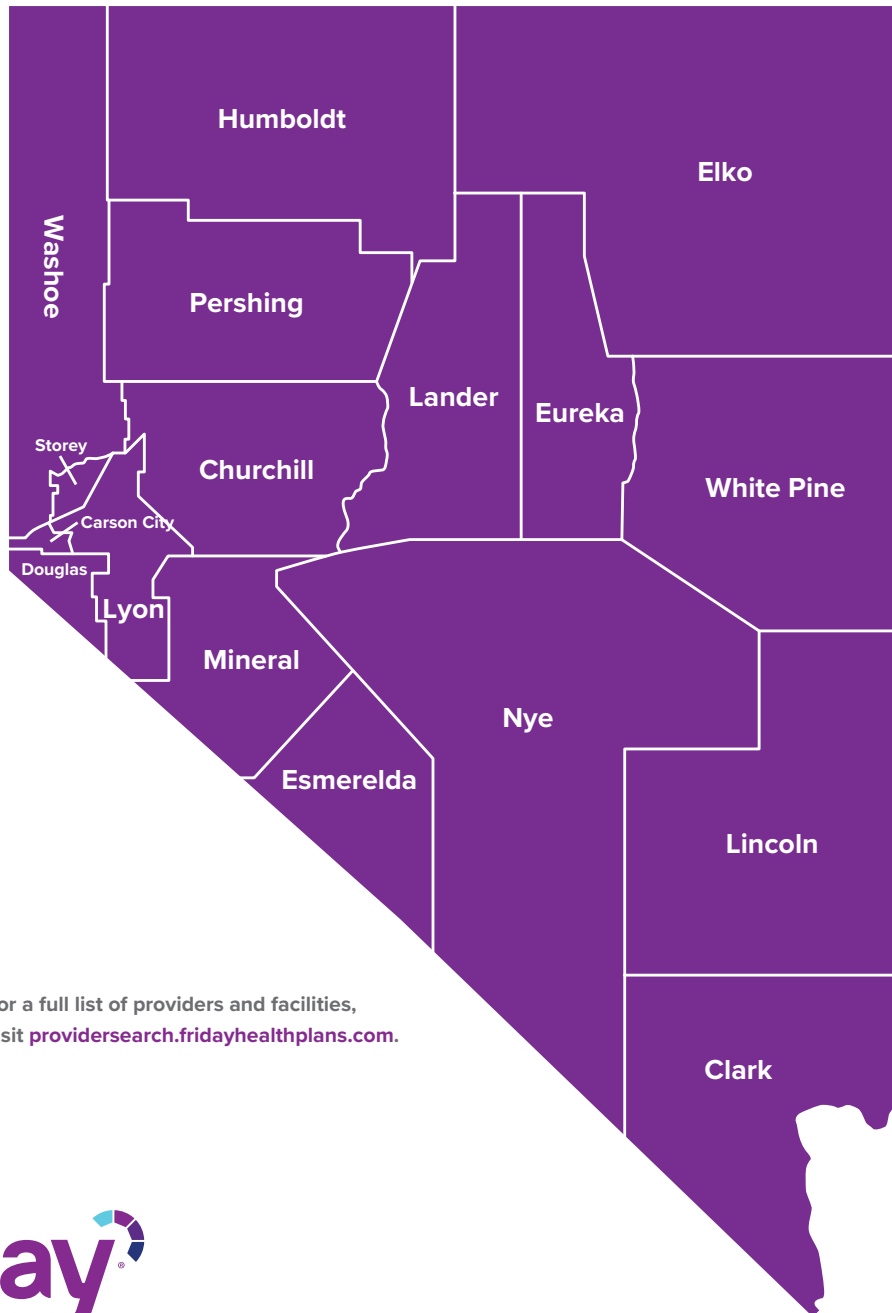 Humboldt
Elko
Washoe
Pershing
Lander
Eureka
Storey
Churchill
White Pine
Carson City
Douglas
Lyon
Mineral
Nye
Esmerelda
Lincoln
or a full list of providers and facilities,
sit providersearch.fridayhealthplans.com.
Clark
ay®